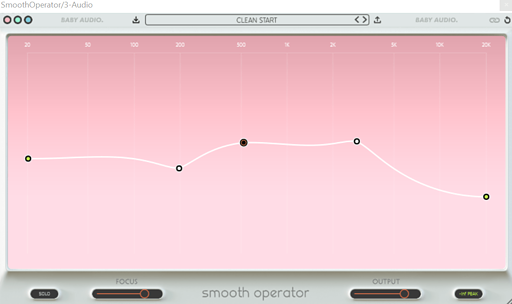 SmoothOperator/3-Audio
BABY AUDIO. CLEAN START BABY AUDIO.
20 50 100 200 500 1K 2K 5K 10K 20K
FOCUS OUTPUT
SOLO smooth operator -INF PEAK